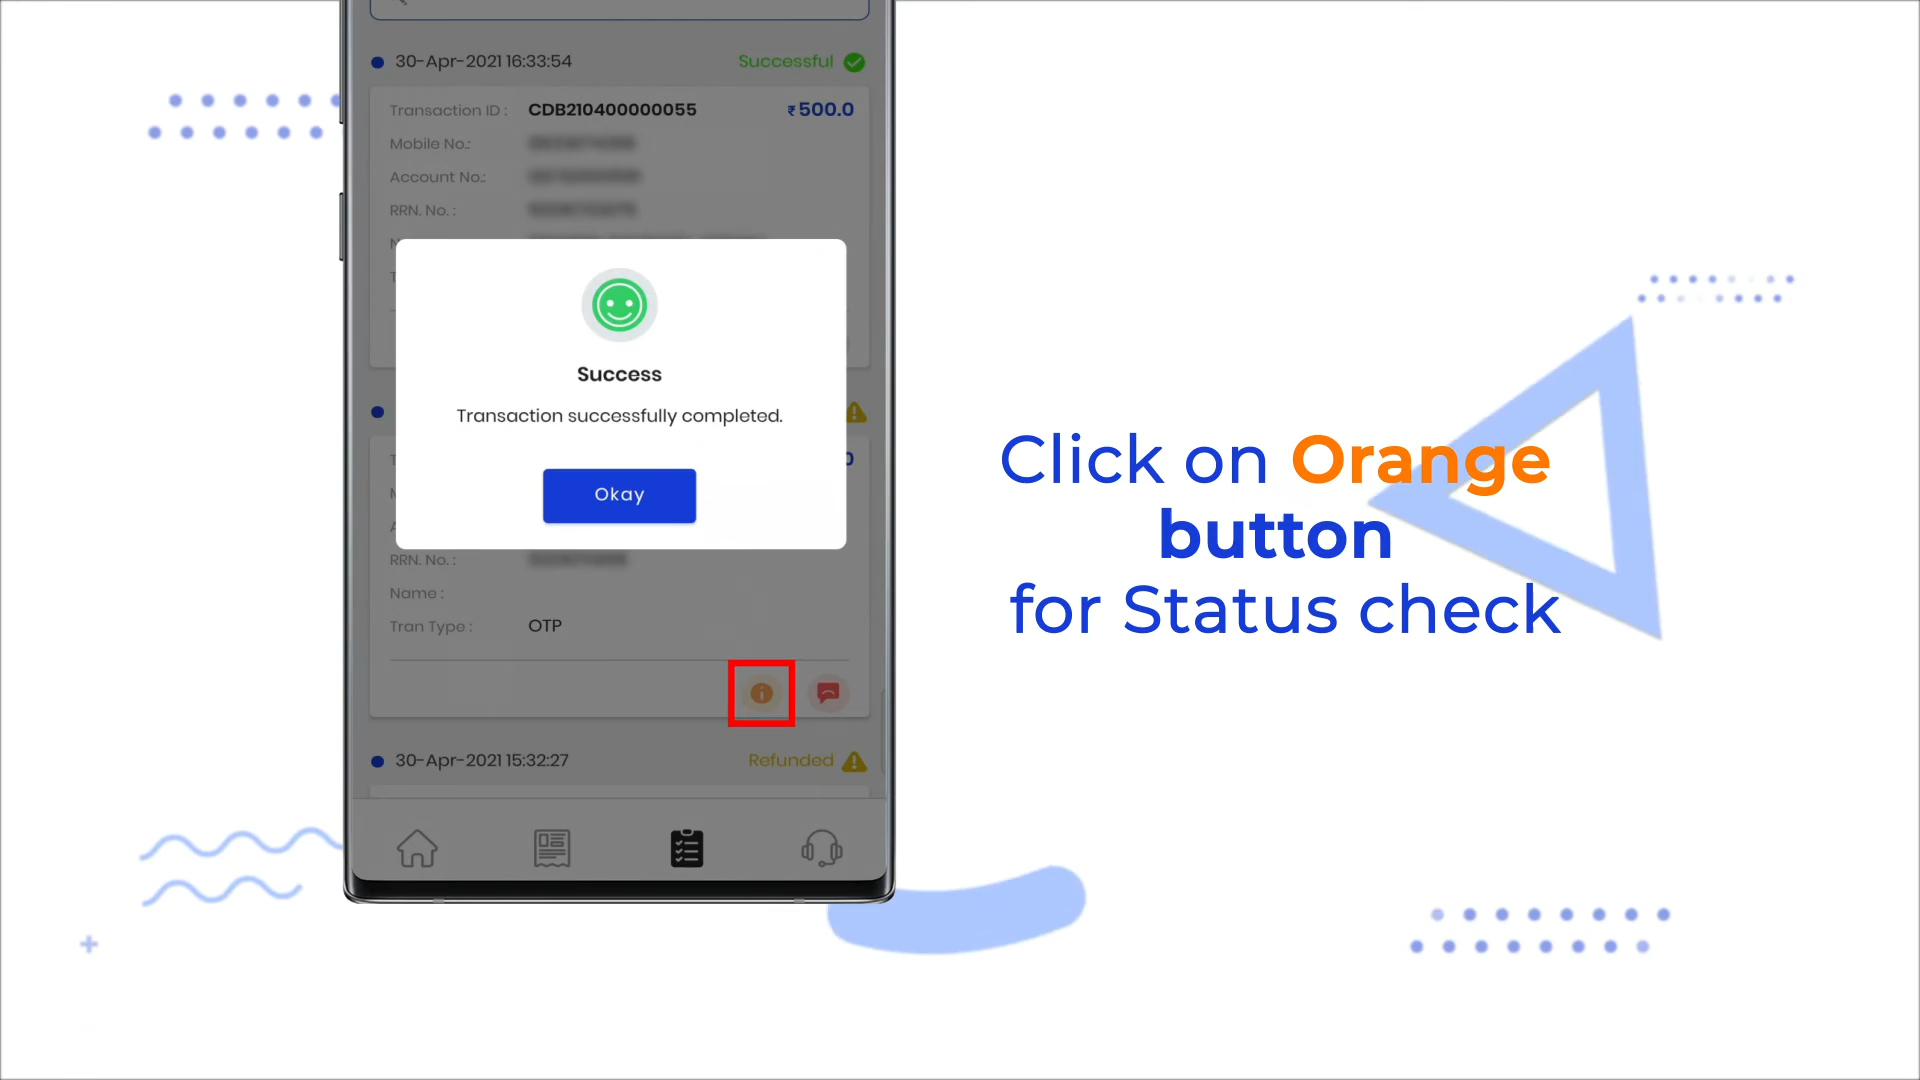 30-Apr-2021 16:33:54 Successful
Transaction ID : CDB210400000055 ₹500.0
Mobile No.:
Account No.:
RRN. No. :
Success
Transaction successfully completed.
Okay
RRN. No. :
Name :
Tran Type : OTP
30-Apr-2021 15:32:27 Refunded
Click on Orange
button
for Status check